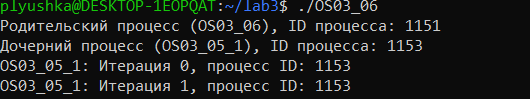 plyushka@DESKTOP-1EOPQAT:~/lab3$ ./OS03_06
Родительский процесс (OS03_06), ID процесса: 1151
Дочерний процесс (OS03_05_1), ID процесса: 1153
OS03_05_1: Итерация 0, процесс ID: 1153
OS03_05_1: Итерация 1, процесс ID: 1153